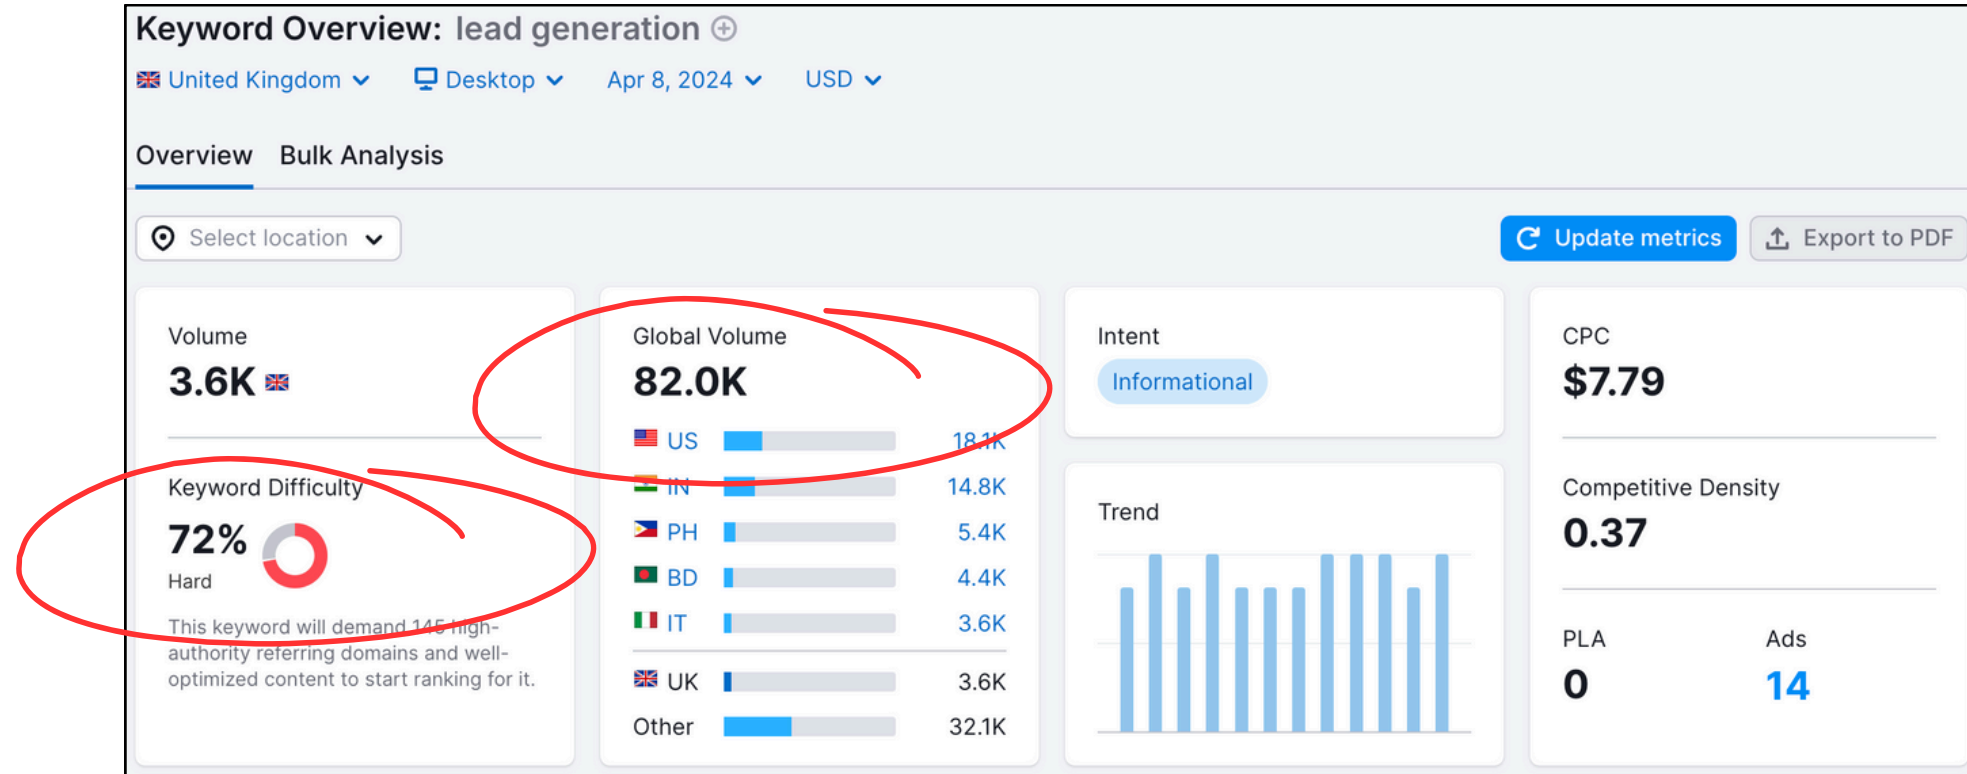 Keyword Overview: lead generation
United Kingdom Desktop Apr 8, 2024 USD
Overview Bulk Analysis
Select location
Update metrics Export to PDF
Volume
3.6K
Keyword Difficulty
72%
Hard
This keyword will demand 145 high-
authority referring domains and well-
optimized content to start ranking for it.
Global Volume
82.0K
US 18.1K
IN 14.8K
PH 5.4K
BD 4.4K
IT 3.6K
UK 3.6K
Other 32.1K
Intent
Informational
Trend
CPC
$7.79
Competitive Density
0.37
PLA Ads
0 14